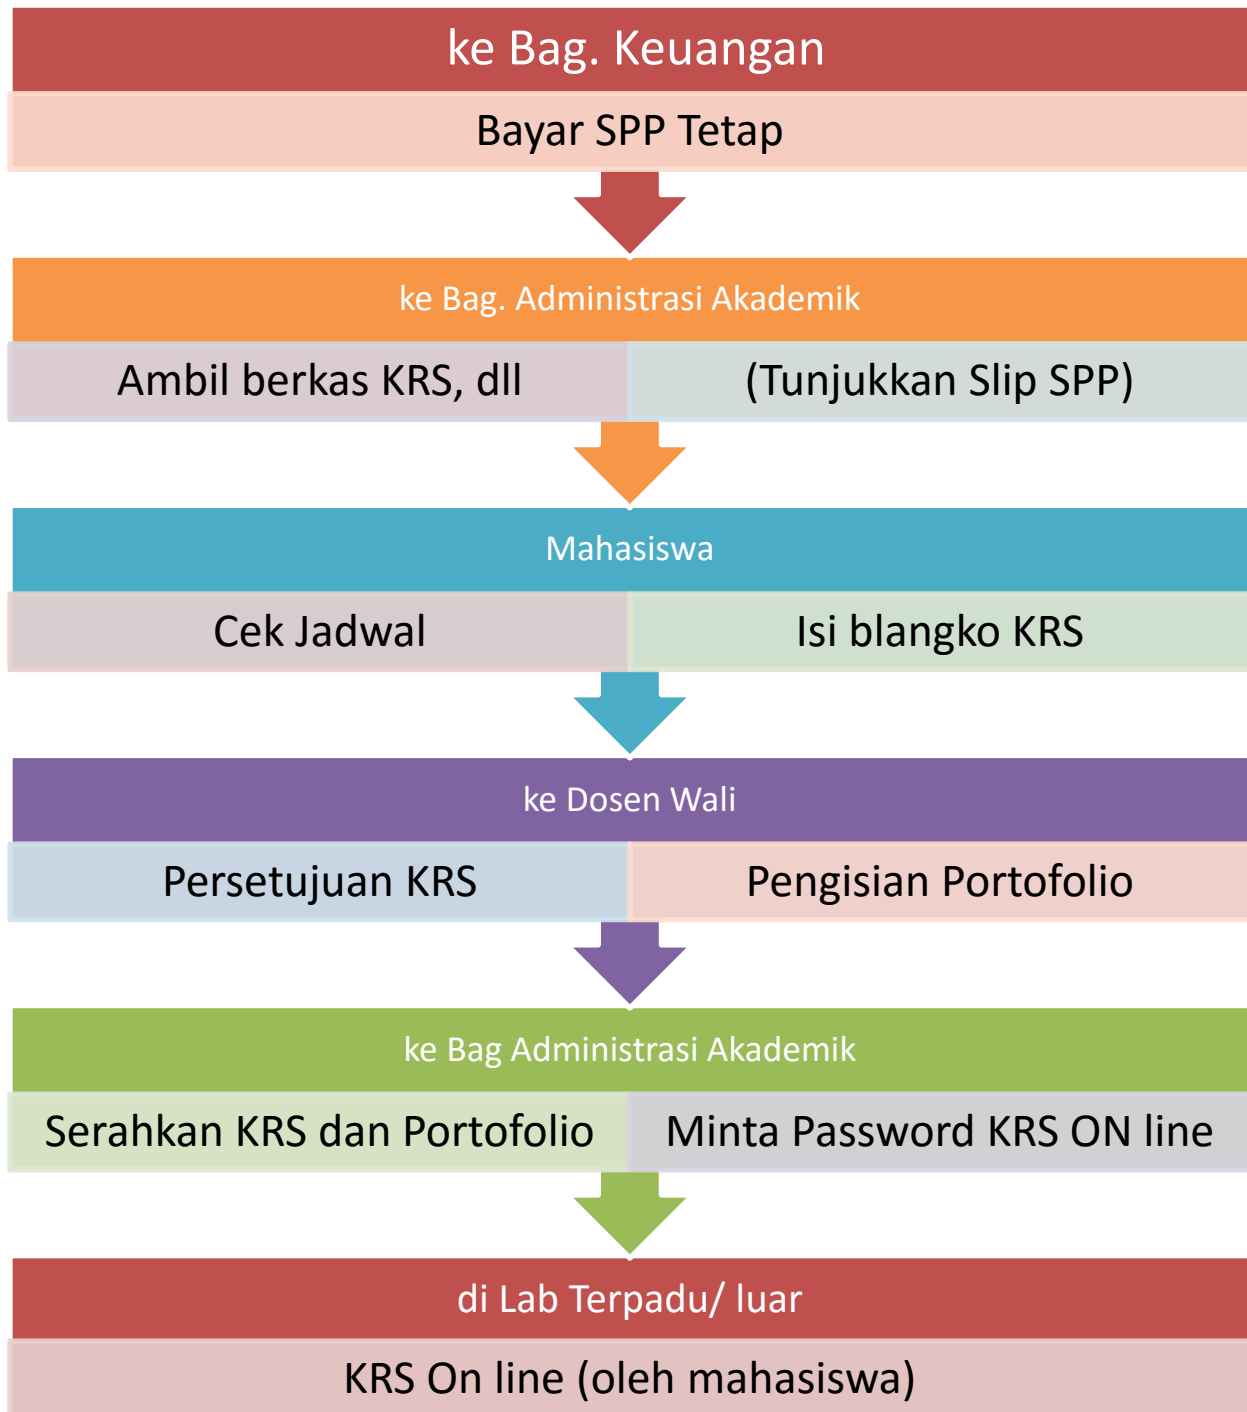 ke Bag. Keuangan
Bayar SPP Tetap
ke Bag. Administrasi Akademik
Ambil berkas KRS, dll
(Tunjukkan Slip SPP)
Mahasiswa
Cek Jadwal
Isi blangko KRS
ke Dosen Wali
Persetujuan KRS
Pengisian Portofolio
ke Bag Administrasi Akademik
Serahkan KRS dan Portofolio
Minta Password KRS ON line
di Lab Terpadu/ luar
KRS On line (oleh mahasiswa)